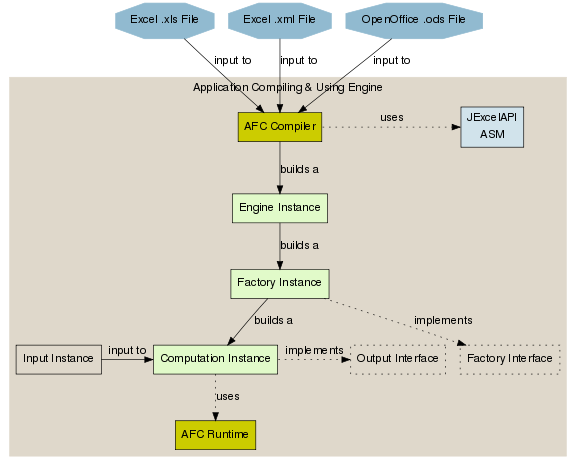 Excel .xls File
Excel .xml File
OpenOffice .ods File
input to
input to
input to
Application Compiling & Using Engine
AFC Compiler
uses
JExcelAPI
ASM
builds a
Engine Instance
builds a
Factory Instance
builds a
implements
Input Instance
input to
Computation Instance
implements
Output Interface
Factory Interface
uses
AFC Runtime